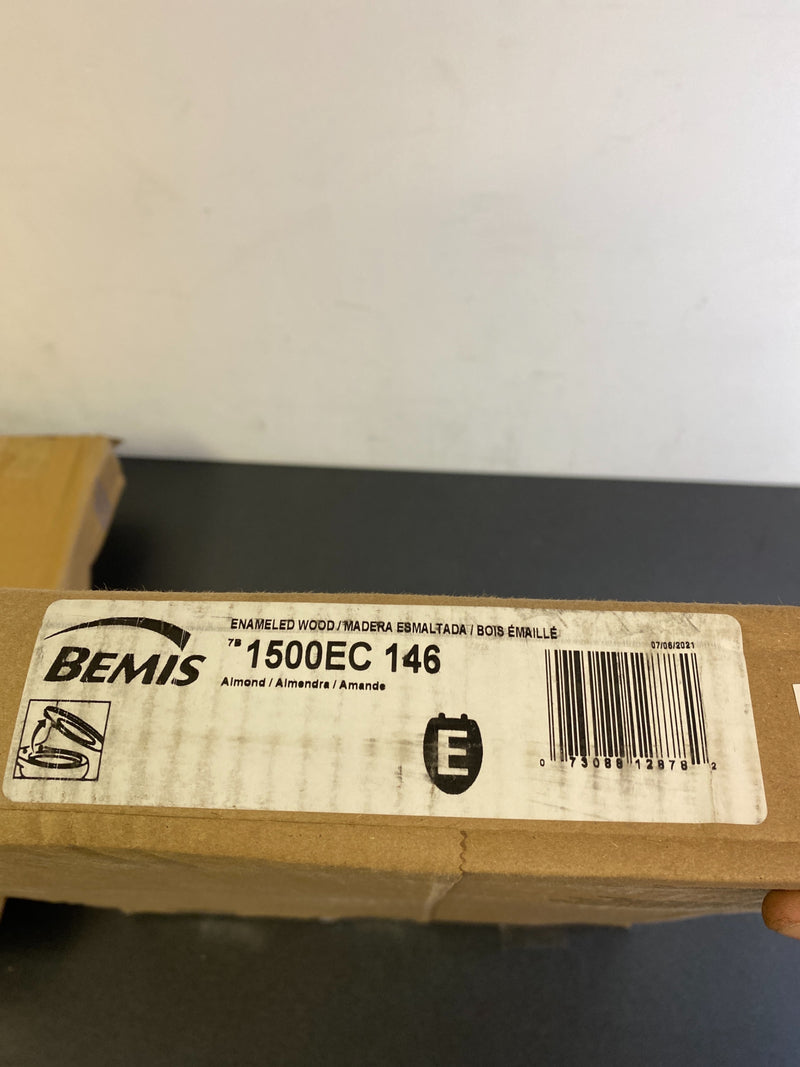 BEMIS
ENAMELED WOOD / MADERA ESMALTADA / BOIS ÉMAILLÉ
7B 1500EC 146
Almond / Almendra / Amande
E
07/06/2021
0 73088 12878 2